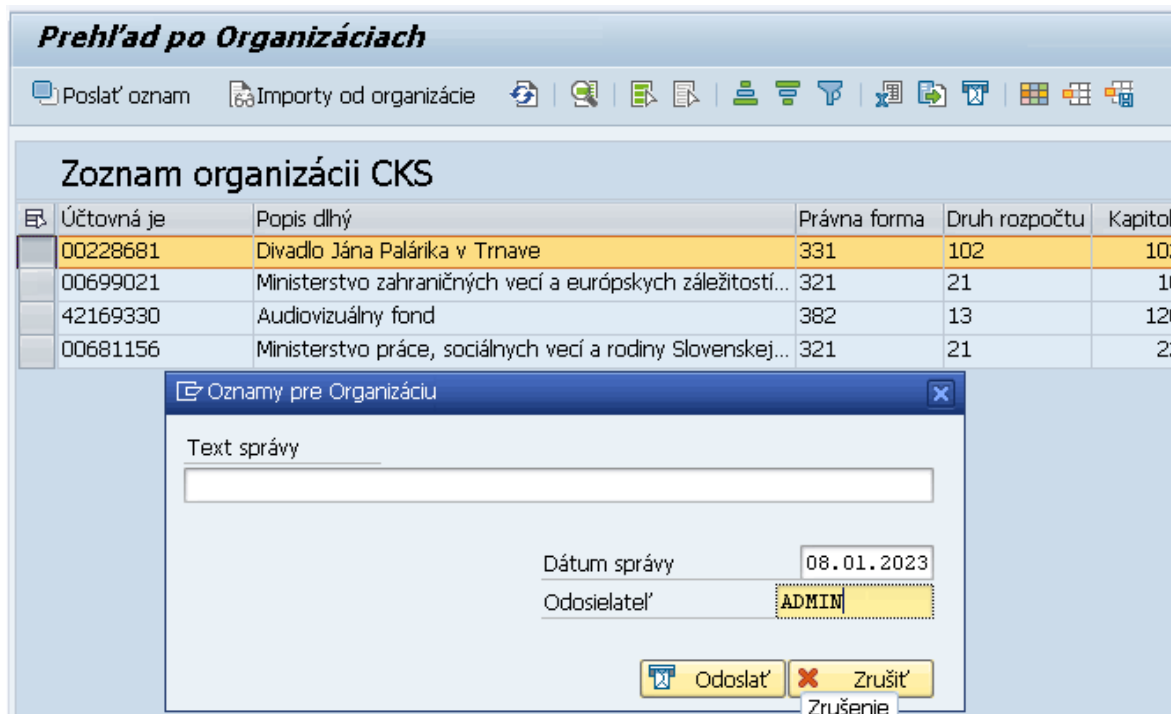 Prehľad po Organizáciach
Poslať oznam Importy od organizácie
Zoznam organizácii CKS
Účtovná je Popis dlhý Právna forma Druh rozpočtu Kapitol
00228681 Divadlo Jána Palárika v Trnave 331 102 102
00699021 Ministerstvo zahraničných vecí a európskych záležitostí... 321 21
42169330 Audiovizuálny fond 382 13
00681156 Ministerstvo práce, sociálnych vecí a rodiny Slovenskej... 321 21
Oznamy pre Organizáciu
Text správy
Dátum správy 08.01.2023
Odosielateľ ADMIN
Odoslať Zrušiť
Zrušenie